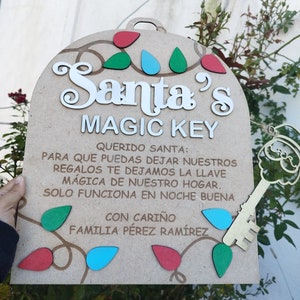 Santa's
MAGIC KEY
QUERIDO SANTA:
PARA QUE PUEDAS DEJAR NUESTROS
REGALOS TE DEJAMOS LA LLAVE
MÁGICA DE NUESTRO HOGAR.
SOLO FUNCIONA EN NOCHE BUENA
CON CARIÑO
FAMILIA PÉREZ RAMÍREZ